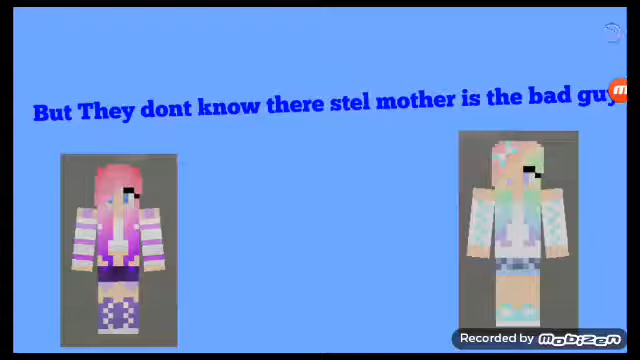 But They dont know there stel mother is the bad guy
Recorded by mobizen